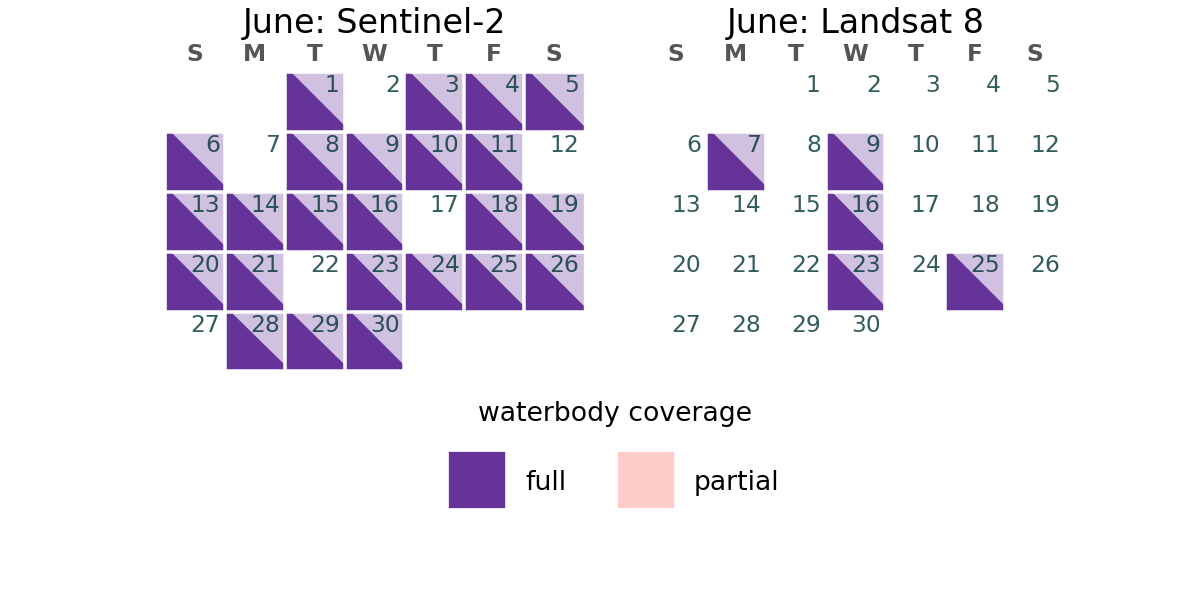 June: Sentinel-2
S M T W T F S
1 2 3 4 5
6 7 8 9 10 11 12
13 14 15 16 17 18 19
20 21 22 23 24 25 26
27 28 29 30
June: Landsat 8
S M T W T F S
1 2 3 4 5
6 7 8 9 10 11 12
13 14 15 16 17 18 19
20 21 22 23 24 25 26
27 28 29 30
waterbody coverage
full partial